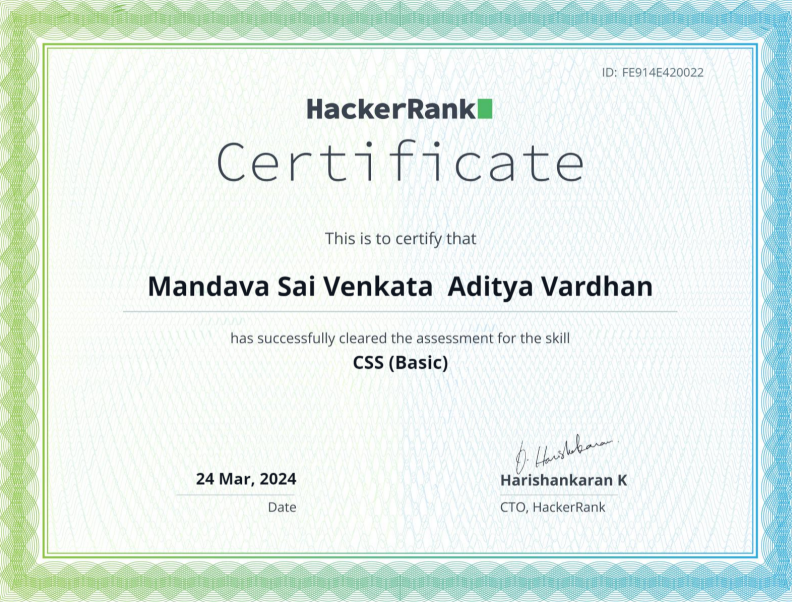 ID: FE914E420022
HackerRank
Certificate
This is to certify that
Mandava Sai Venkata  Aditya Vardhan
has successfully cleared the assessment for the skill
CSS (Basic)
24 Mar, 2024
Date
O. Harishankaran
Harishankaran K
CTO, HackerRank